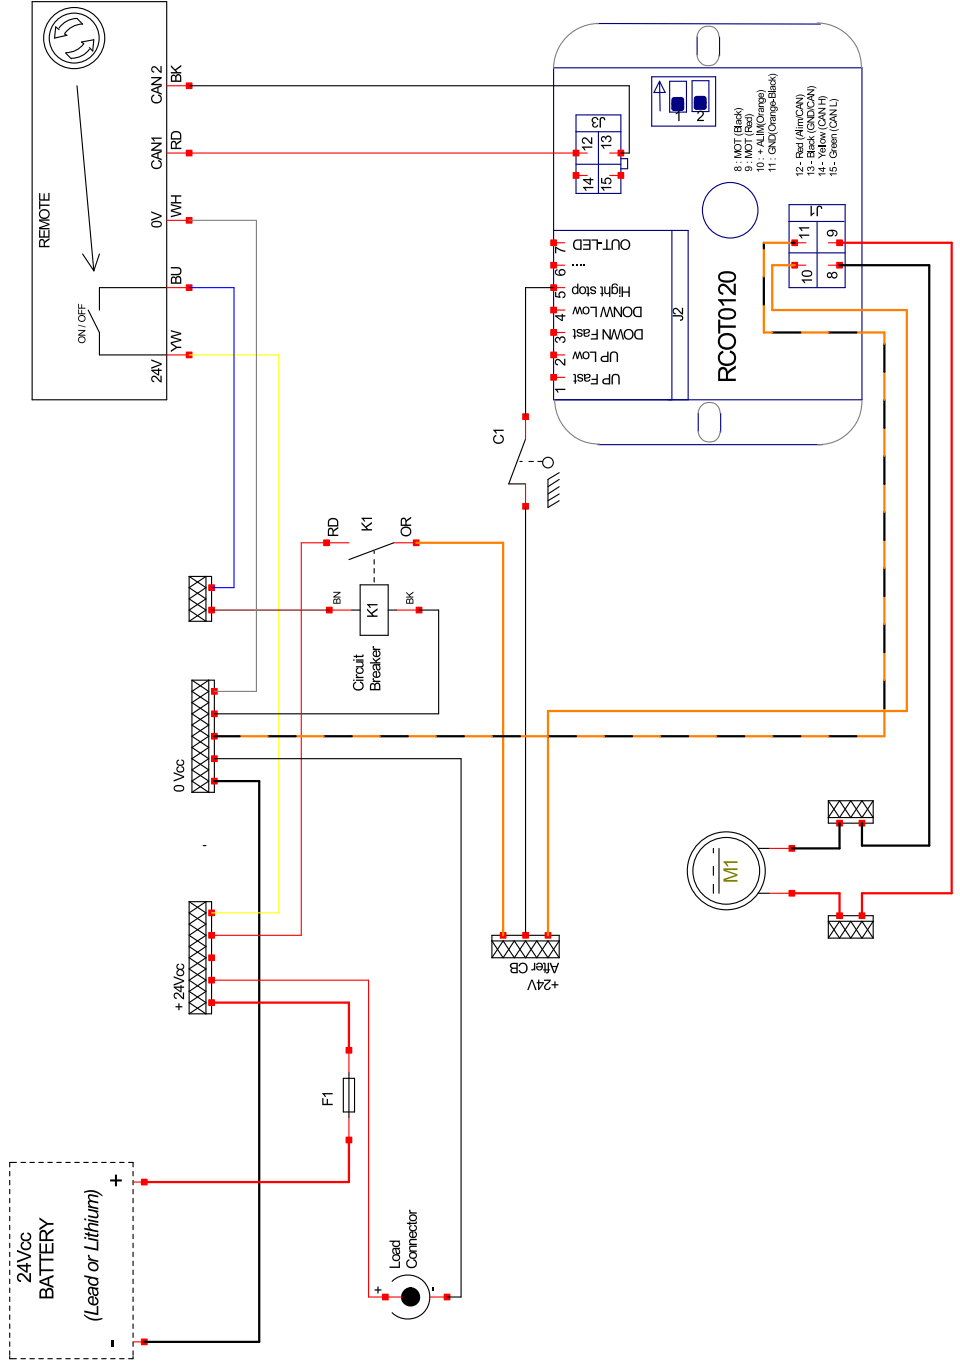 REMOTE
ON / OFF
CAN 2
BK
CAN1
RD
0V
WH
BU
24V
YW
J3
12
13
14
15
1
2
8 : MOT (Black)
9 : MOT (Red)
10 : + ALIM(Orange)
11 : GND(Orange-Black)
12 - Red (Alim/CAN)
13 - Black (GND/CAN)
14 - Yellow (CAN H)
15 - Green (CAN L)
J1
11
9
10
8
RCOT0120
J2
7 OUT-LED
6 ....
5 Hight stop
4 DONW Low
3 DOWN Fast
2 UP Low
1 UP Fast
C1
RD
K1
OR
BN
K1
BK
Circuit
Breaker
0 Vcc
-
+ 24Vcc
+24V
After CB
M1
F1
24Vcc
BATTERY
(Lead or Lithium)
+
-
Load
Connector
+
-